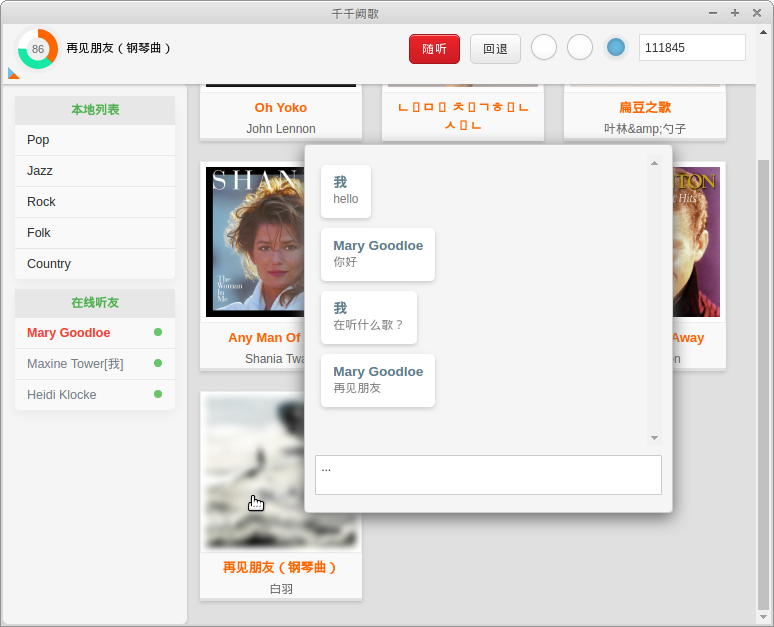 千千阙歌
86
再见朋友（钢琴曲）
随听
回退
111845
本地列表
Pop
Jazz
Rock
Folk
Country
在线听友
Mary Goodloe
Maxine Tower[我]
Heidi Klocke
Oh Yoko
John Lennon
扁豆之歌
叶林&amp;勺子
SHAN
The
Woman
In
Me
Any Man Of
Shania Twa
TON
t Hits
Away
on
再见朋友（钢琴曲）
白羽
我
hello
Mary Goodloe
你好
我
在听什么歌？
Mary Goodloe
再见朋友
...